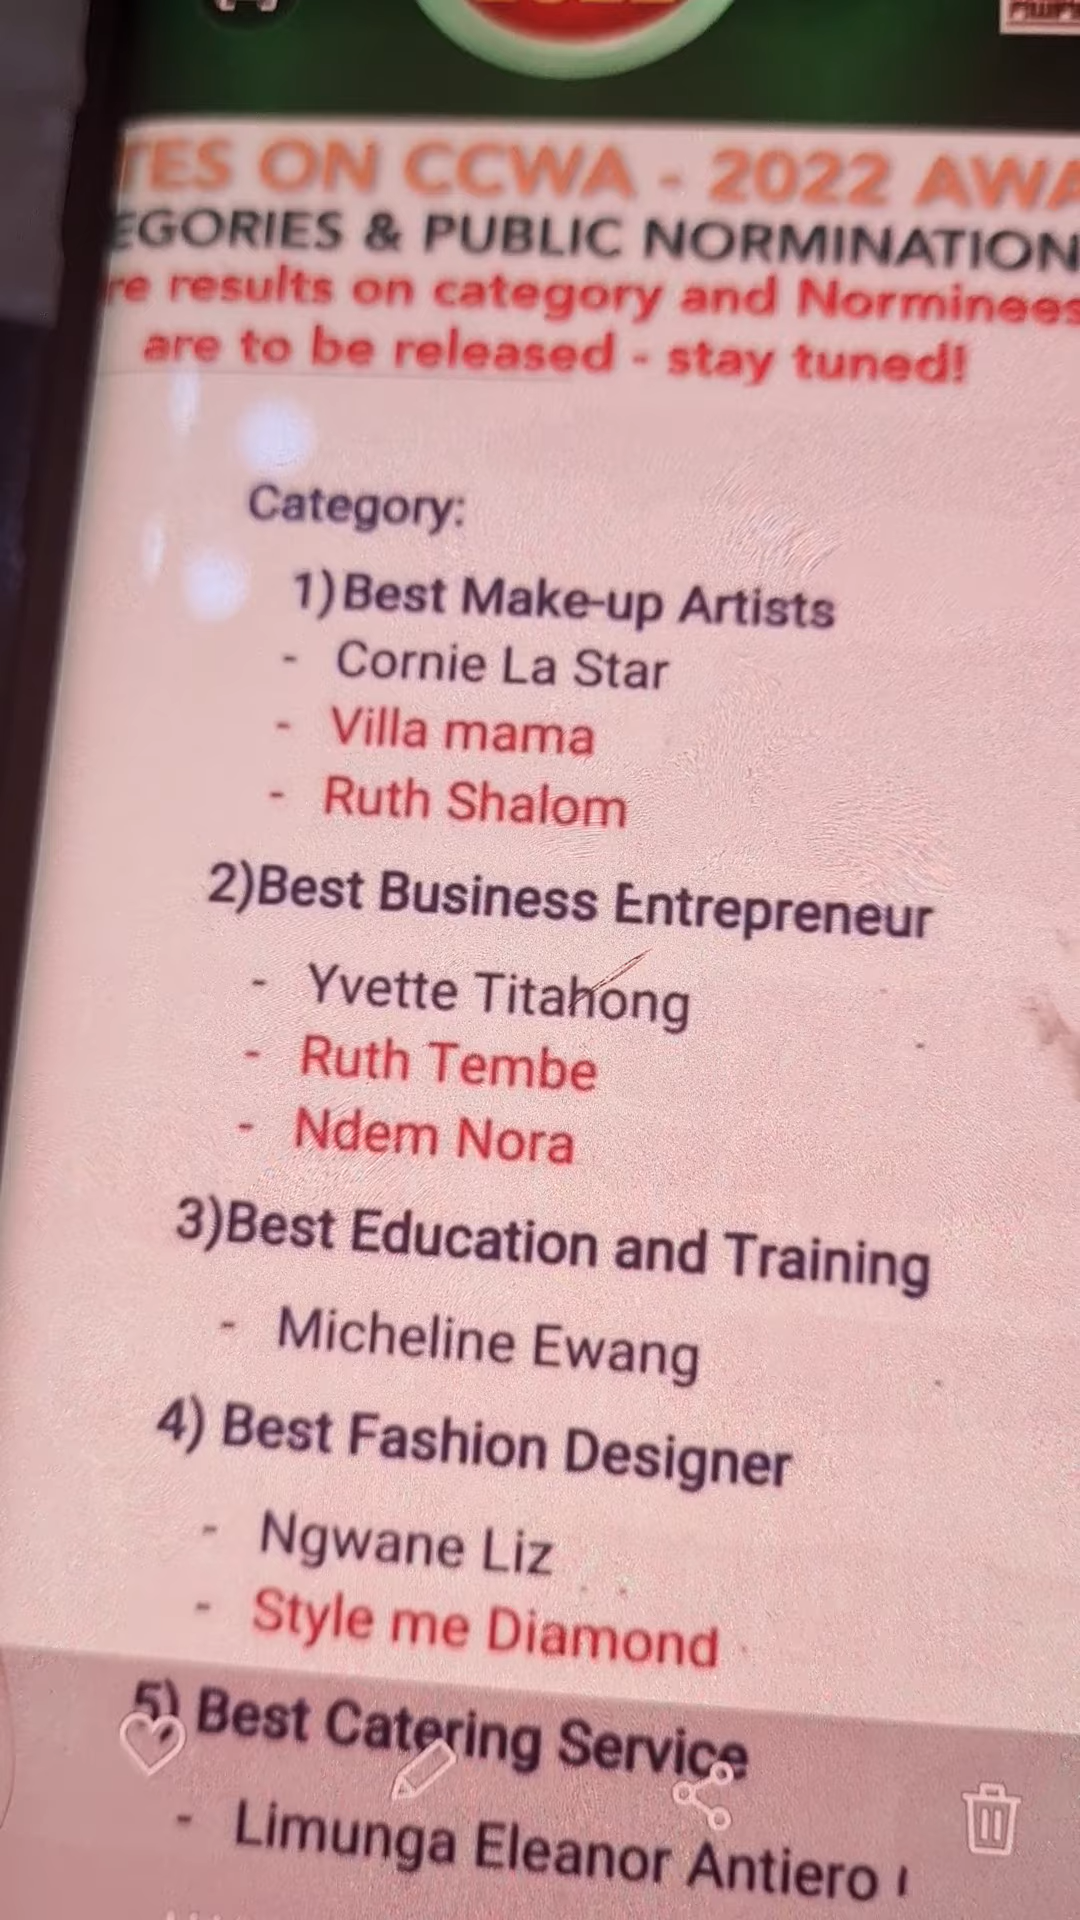 TES ON CCWA - 2022 AWA
EGORIES & PUBLIC NORMINATION
re results on category and Norminees
are to be released - stay tuned!
Category:
1)Best Make-up Artists
- Cornie La Star
- Villa mama
- Ruth Shalom
2)Best Business Entrepreneur
- Yvette Titahong
- Ruth Tembe
- Ndem Nora
3)Best Education and Training
- Micheline Ewang
4) Best Fashion Designer
- Ngwane Liz
- Style me Diamond
5) Best Catering Service
- Limunga Eleanor Antiero